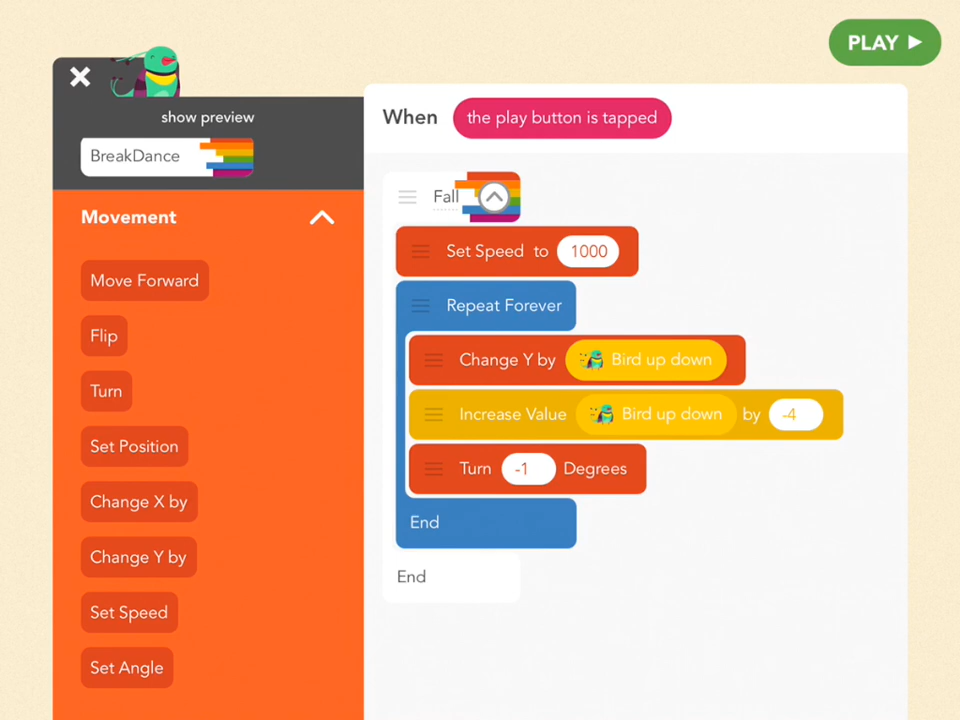 PLAY
show preview
BreakDance
Movement
Move Forward
Flip
Turn
Set Position
Change X by
Change Y by
Set Speed
Set Angle
When the play button is tapped
Fall
Set Speed to 1000
Repeat Forever
Change Y by Bird up down
Increase Value Bird up down by -4
Turn -1 Degrees
End
End